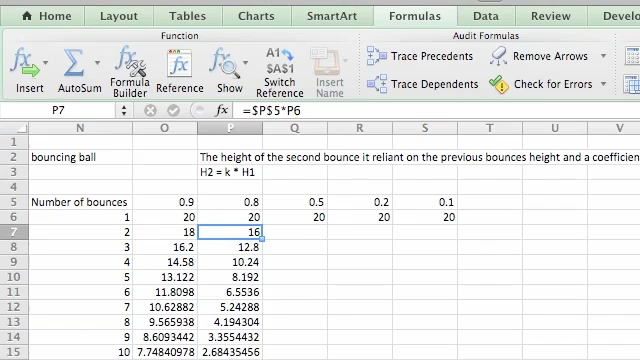 Home Layout Tables Charts SmartArt Formulas Data Review
Function Audit Formulas
fx Σ fx fx fx A1 fx Trace Precedents Remove Arrows
$A$1 Trace Dependents Check for Errors
Insert AutoSum Formula Builder Reference Show Switch Reference Insert Name
P7 fx =$P$5*P6
N O P Q R S T U V
1
2 bouncing ball The height of the second bounce it reliant on the previous bounces height and a coefficien
3 H2 = k * H1
4
5 Number of bounces 0.9 0.8 0.5 0.2 0.1
6 1 20 20 20 20 20
7 2 18 16
8 3 16.2 12.8
9 4 14.58 10.24
10 5 13.122 8.192
11 6 11.8098 6.5536
12 7 10.62882 5.24288
13 8 9.565938 4.194304
14 9 8.6093442 3.3554432
15 10 7.74840978 2.68435456